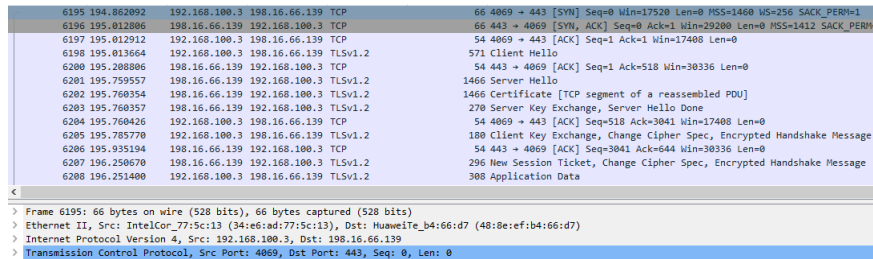 6195 194.862092 192.168.100.3 198.16.66.139 TCP 66 4069 → 443 [SYN] Seq=0 Win=17520 Len=0 MSS=1460 WS=256 SACK_PERM=1
6196 195.012806 198.16.66.139 192.168.100.3 TCP 66 443 → 4069 [SYN, ACK] Seq=0 Ack=1 Win=29200 Len=0 MSS=1412 SACK_PERM
6197 195.012912 192.168.100.3 198.16.66.139 TCP 54 4069 → 443 [ACK] Seq=1 Ack=1 Win=17408 Len=0
6198 195.013664 192.168.100.3 198.16.66.139 TLSv1.2 571 Client Hello
6200 195.208806 198.16.66.139 192.168.100.3 TCP 54 443 → 4069 [ACK] Seq=1 Ack=518 Win=30336 Len=0
6201 195.759557 198.16.66.139 192.168.100.3 TLSv1.2 1466 Server Hello
6202 195.760354 198.16.66.139 192.168.100.3 TLSv1.2 1466 Certificate [TCP segment of a reassembled PDU]
6203 195.760357 198.16.66.139 192.168.100.3 TLSv1.2 270 Server Key Exchange, Server Hello Done
6204 195.760426 192.168.100.3 198.16.66.139 TCP 54 4069 → 443 [ACK] Seq=518 Ack=3041 Win=17408 Len=0
6205 195.785770 192.168.100.3 198.16.66.139 TLSv1.2 180 Client Key Exchange, Change Cipher Spec, Encrypted Handshake Message
6206 195.935194 198.16.66.139 192.168.100.3 TCP 54 443 → 4069 [ACK] Seq=3041 Ack=644 Win=30336 Len=0
6207 196.250670 198.16.66.139 192.168.100.3 TLSv1.2 296 New Session Ticket, Change Cipher Spec, Encrypted Handshake Message
6208 196.251400 192.168.100.3 198.16.66.139 TLSv1.2 308 Application Data
Frame 6195: 66 bytes on wire (528 bits), 66 bytes captured (528 bits)
Ethernet II, Src: IntelCor_77:5c:13 (34:e6:ad:77:5c:13), Dst: HuaweiTe_b4:66:d7 (48:8e:ef:b4:66:d7)
Internet Protocol Version 4, Src: 192.168.100.3, Dst: 198.16.66.139
Transmission Control Protocol, Src Port: 4069, Dst Port: 443, Seq: 0, Len: 0